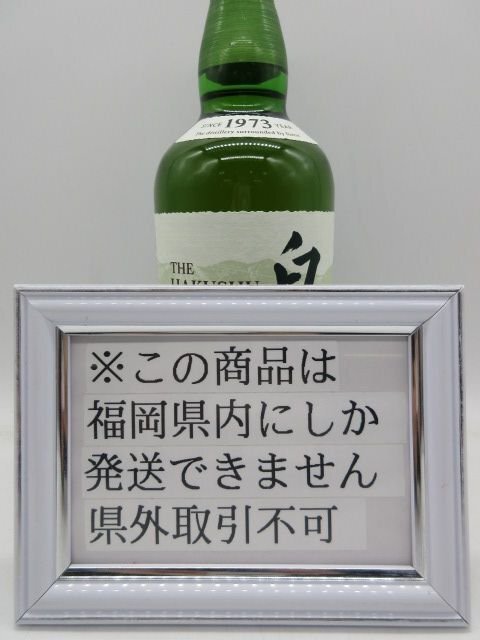 SINCE 1973 YEAR
The distillery surrounded by forest
THE
HAKUSHU
白
※この商品は
福岡県内にしか
発送できません
県外取引不可